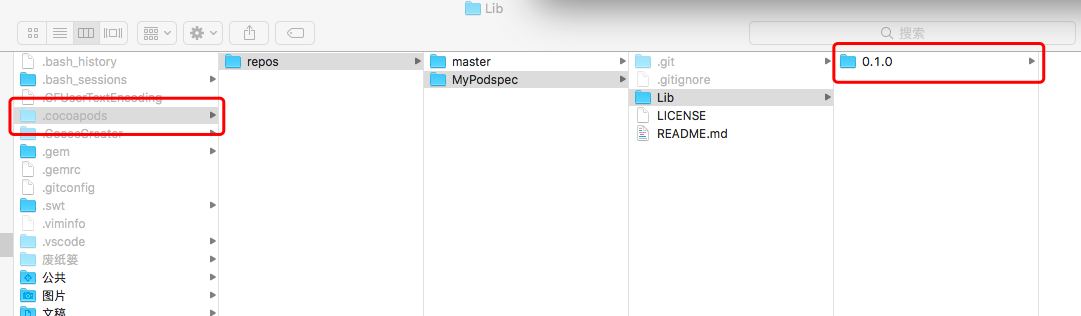 Lib
搜索
.bash_history
.bash_sessions
.CFUserTextEncoding
.cocoapods
.CocosCreator
.gem
.gemrc
.gitconfig
.swt
.viminfo
.vscode
废纸篓
公共
图片
文稿
repos
master
MyPodspec
.git
.gitignore
Lib
LICENSE
README.md
0.1.0